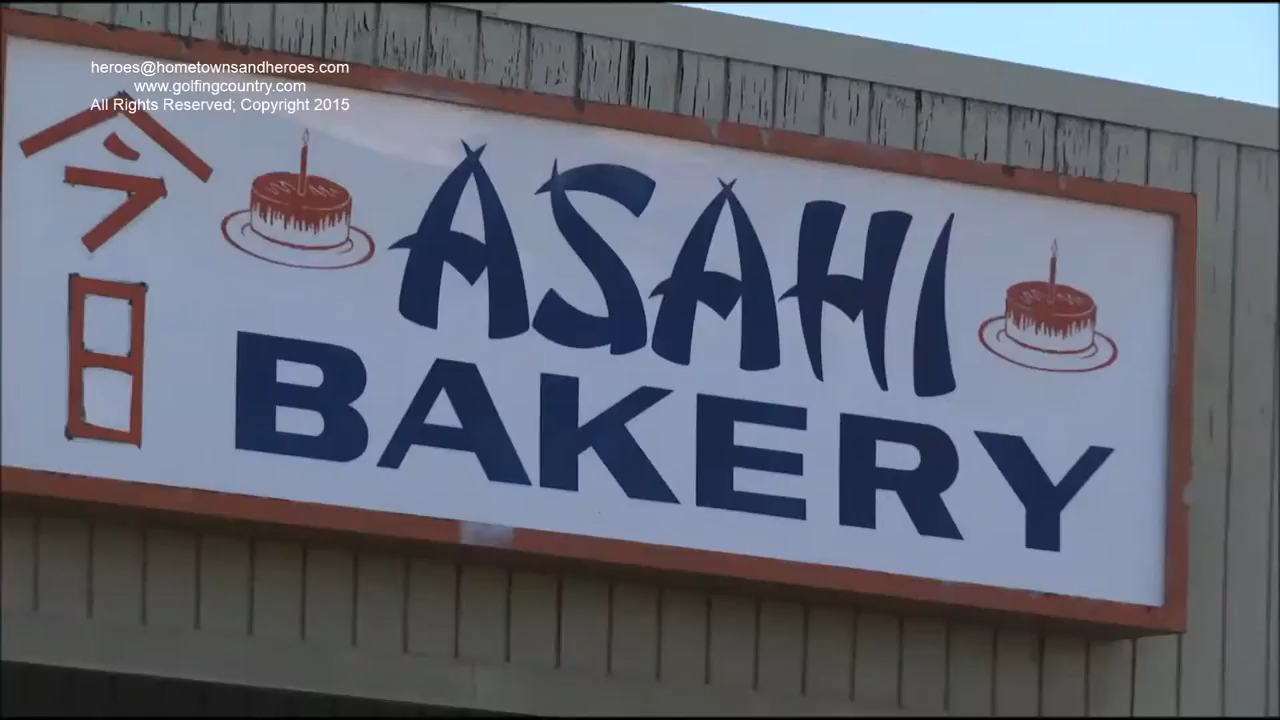 heroes@hometownsandheroes.com
www.golfingcountry.com
All Rights Reserved; Copyright 2015
今日
ASAHI
BAKERY